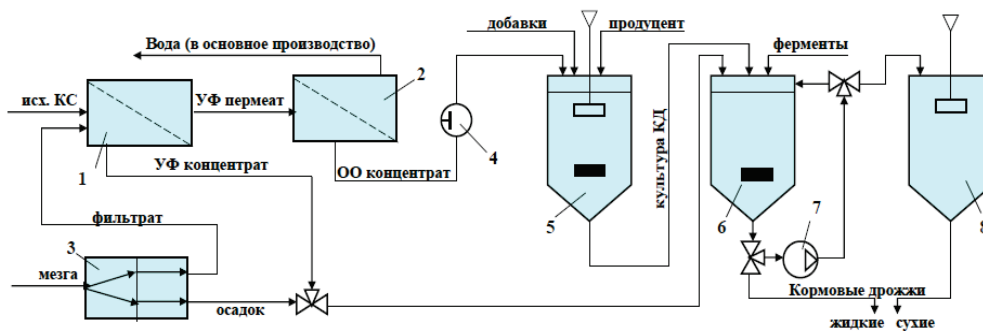 добавки
продуцент
Вода (в основное производство)
2
ферменты
исх. КС
УФ пермеат
4
1
УФ концентрат
ОО концентрат
культура КД
5
6
7
8
фильтрат
3
мезга
осадок
Кормовые дрожжи
жидкие
сухие